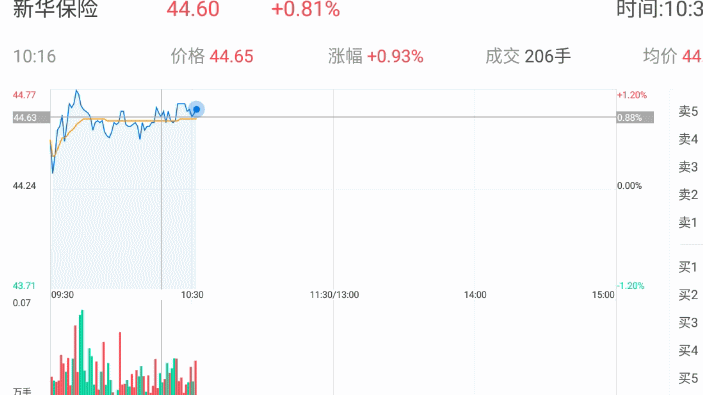 新华保险 44.60 +0.81% 时间:10:3
10:16 价格 44.65 涨幅 +0.93% 成交 206手 均价 44
44.77 +1.20%
44.63 0.88%
44.24 0.00%
43.71 -1.20%
09:30 10:30 11:30/13:00 14:00 15:00
0.07
万手
卖5
卖4
卖3
卖2
卖1
买1
买2
买3
买4
买5